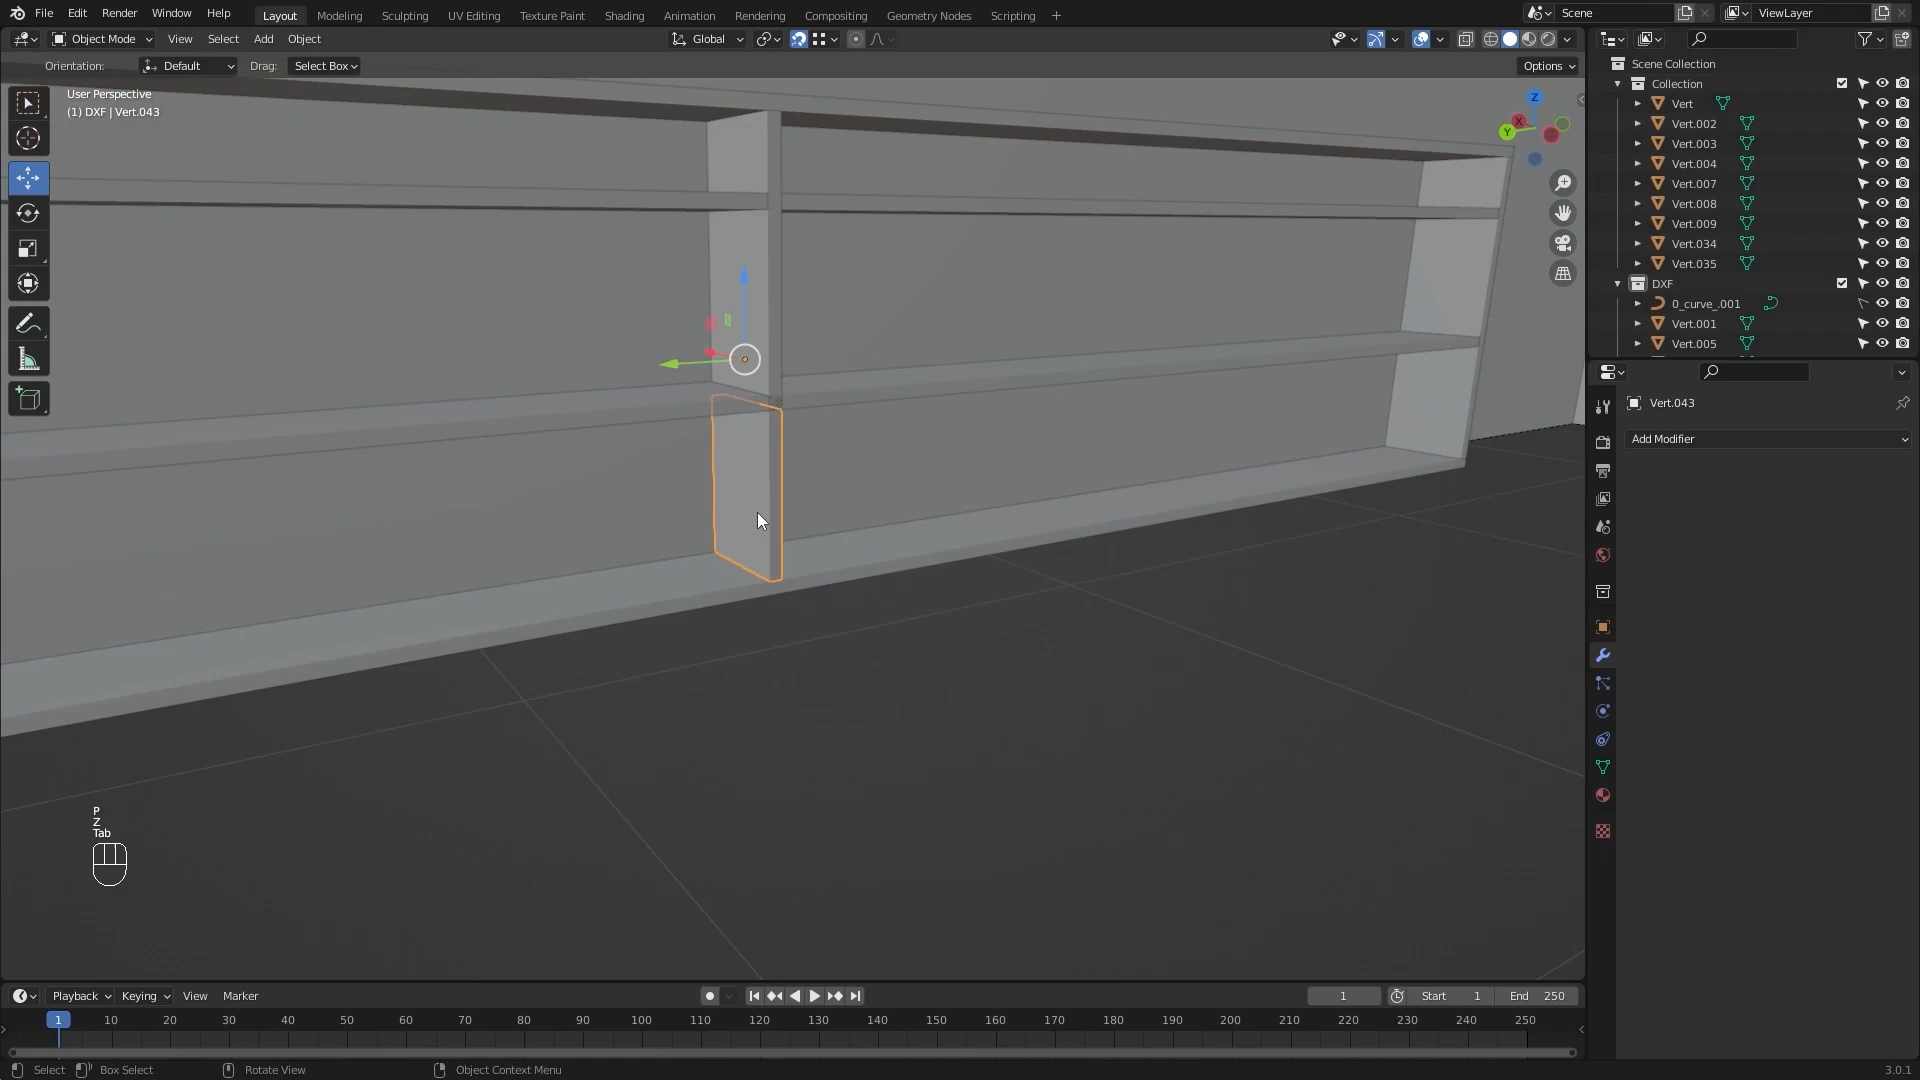 File Edit Render Window Help Layout Modeling Sculpting UV Editing Texture Paint Shading Animation Rendering Compositing Geometry Nodes Scripting + Scene ViewLayer
Object Mode View Select Add Object Global
Orientation: Default Drag: Select Box Options
User Perspective
(1) DXF | Vert.043
Z
X
Y
Scene Collection
Collection
Vert
Vert.002
Vert.003
Vert.004
Vert.007
Vert.008
Vert.009
Vert.034
Vert.035
DXF
0_curve_.001
Vert.001
Vert.005
Vert.043
Add Modifier
P
Z
Tab
Playback Keying View Marker 1 Start 1 End 250
1 10 20 30 40 50 60 70 80 90 100 110 120 130 140 150 160 170 180 190 200 210 220 230 240 250
Select Box Select Rotate View Object Context Menu 3.0.1